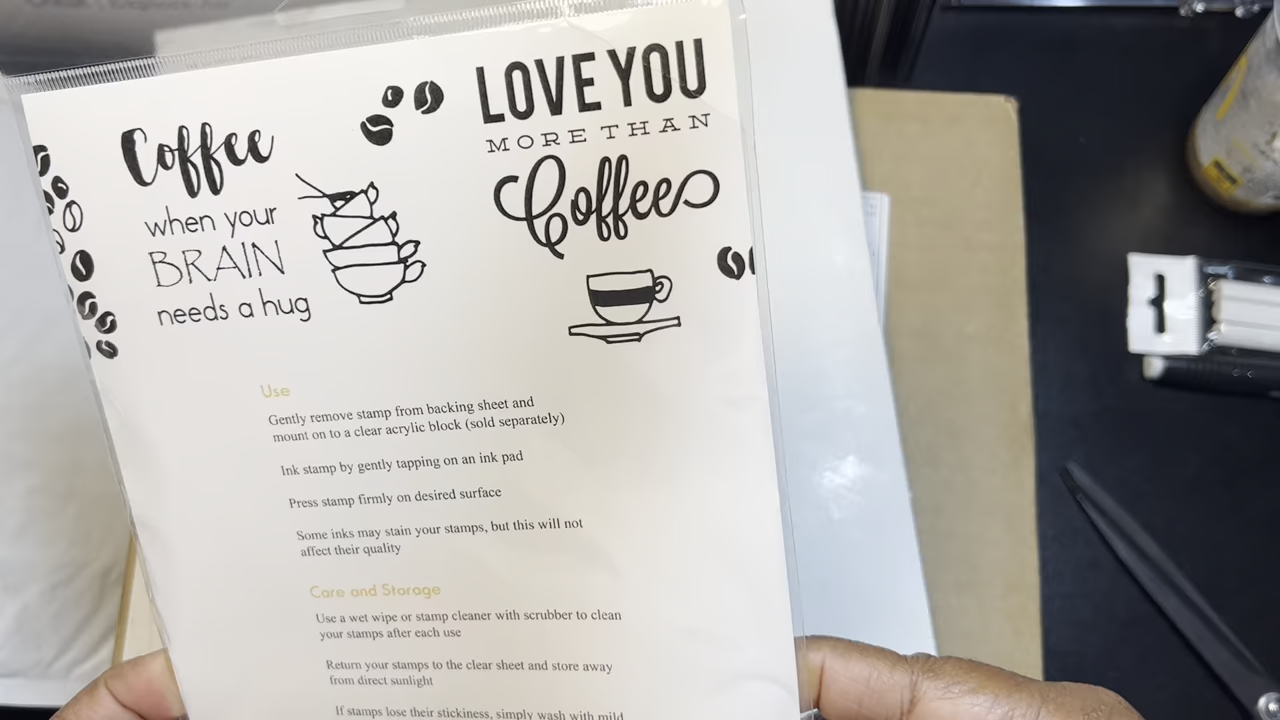 Coffee
when your
BRAIN
needs a hug
LOVE YOU
MORE THAN
Coffee
Use
Gently remove stamp from backing sheet and
mount on to a clear acrylic block (sold separately)
Ink stamp by gently tapping on an ink pad
Press stamp firmly on desired surface
Some inks may stain your stamps, but this will not
affect their quality
Care and Storage
Use a wet wipe or stamp cleaner with scrubber to clean
your stamps after each use
Return your stamps to the clear sheet and store away
from direct sunlight
If stamps lose their stickiness, simply wash with mild